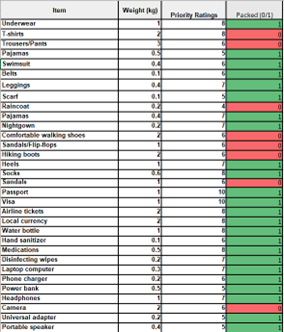 Item Weight (kg) Priority Ratings Packed (0/1)
Underwear 1 8 1
T-shirts 2 8 0
Trousers/Pants 3 6 0
Pajamas 0.5 5 1
Swimsuit 0.4 6 1
Belts 0.1 6 1
Leggings 0.4 7 1
Scarf 0.1 5 1
Raincoat 0.2 4 0
Pajamas 0.4 7 1
Nightgown 0.2 7 1
Comfortable walking shoes 2 6 0
Sandals/Flip-flops 1 6 0
Hiking boots 2 6 0
Heels 1 7 1
Socks 0.6 8 1
Sandals 1 6 0
Passport 1 10 1
Visa 1 10 1
Airline tickets 2 8 1
Local currency 2 8 1
Water bottle 1 8 1
Hand sanitizer 0.1 6 1
Medications 0.5 8 1
Disinfecting wipes 0.2 7 1
Laptop computer 0.3 7 1
Phone charger 0.2 6 1
Power bank 0.5 5 1
Headphones 1 7 1
Camera 2 6 0
Universal adapter 0.2 5 1
Portable speaker 0.4 5 1